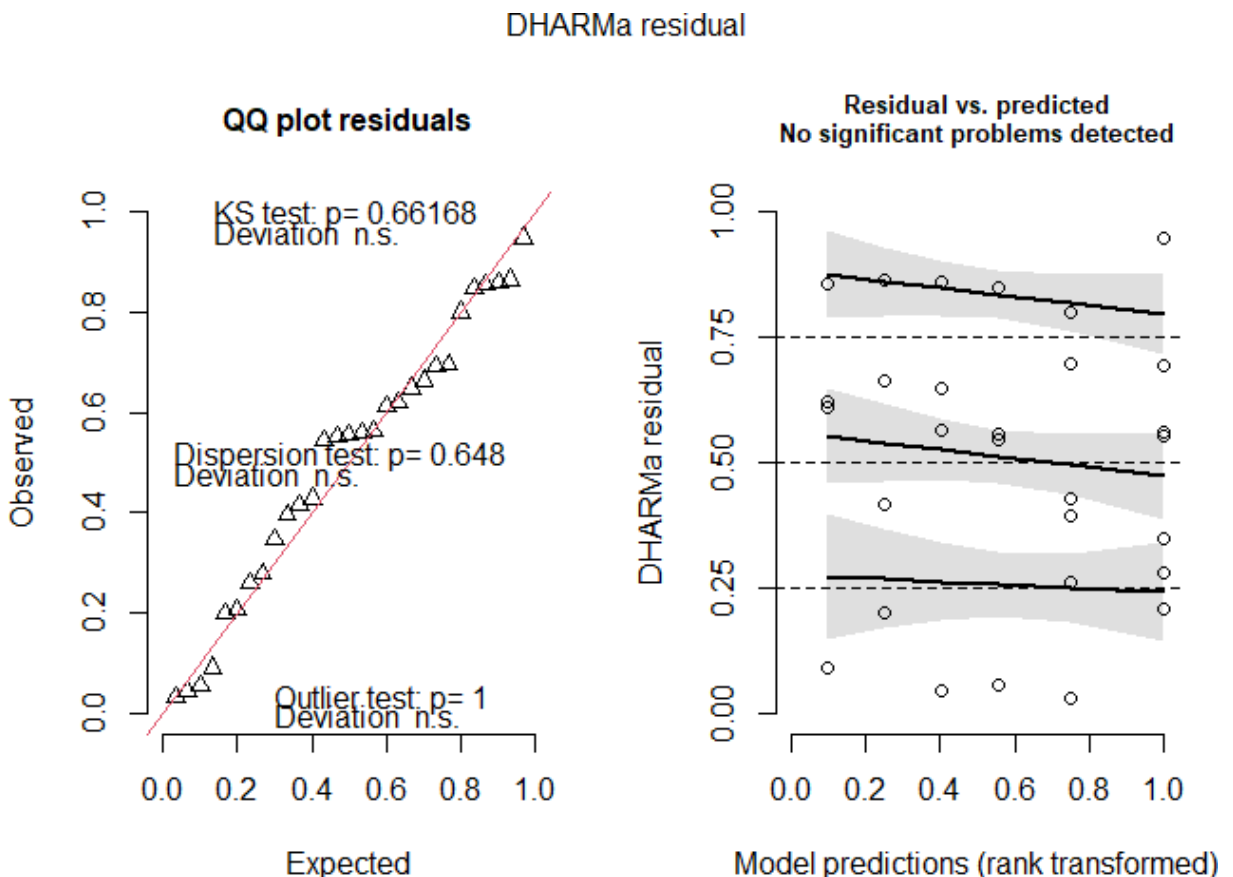 DHARMa residual
QQ plot residuals
KS test: p= 0.66168
Deviation n.s.
Dispersion test: p= 0.648
Deviation n.s.
Outlier test: p= 1
Deviation n.s.
Observed
0.0 0.2 0.4 0.6 0.8 1.0
0.0 0.2 0.4 0.6 0.8 1.0
Expected
Residual vs. predicted
No significant problems detected
DHARMa residual
0.00 0.25 0.50 0.75 1.00
0.0 0.2 0.4 0.6 0.8 1.0
Model predictions (rank transformed)